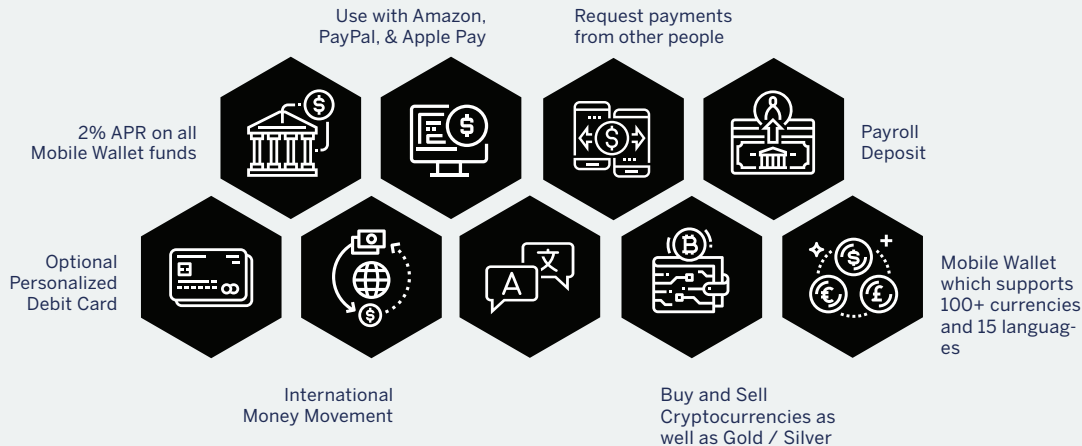 Use with Amazon,
PayPal, & Apple Pay
Request payments
from other people
2% APR on all
Mobile Wallet funds
Payroll
Deposit
Optional
Personalized
Debit Card
A
文
Mobile Wallet
which supports
100+ currencies
and 15 languag-
es
International
Money Movement
Buy and Sell
Cryptocurrencies as
well as Gold / Silver